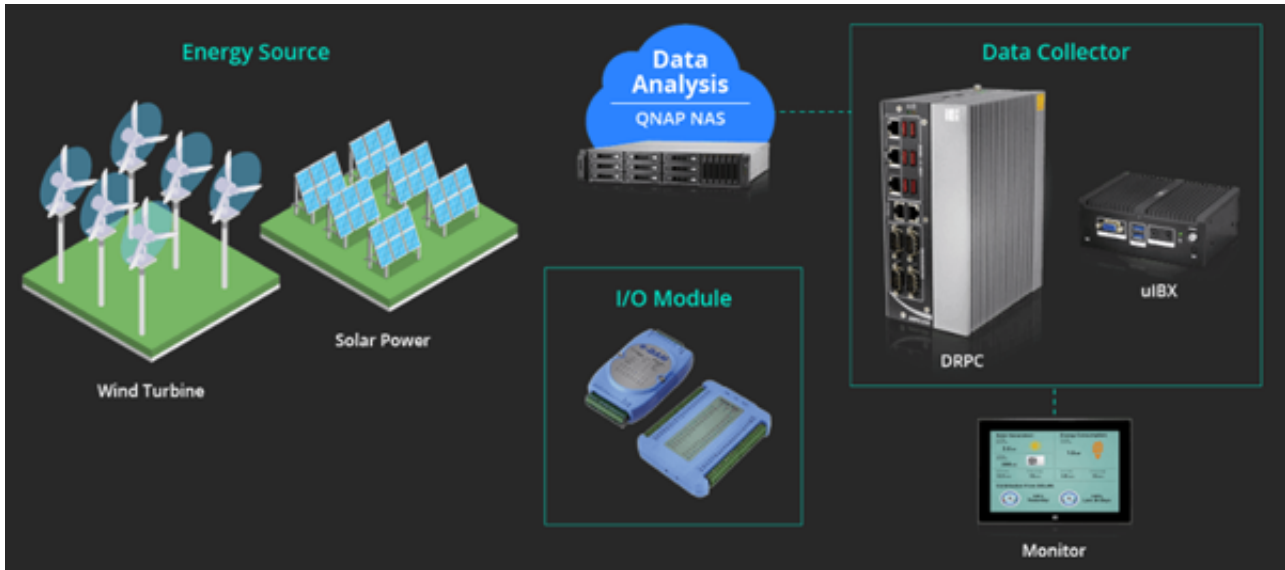 Energy Source
Wind Turbine
Solar Power
Data
Analysis
QNAP NAS
I/O Module
Data Collector
DRPC
uIBX
Monitor